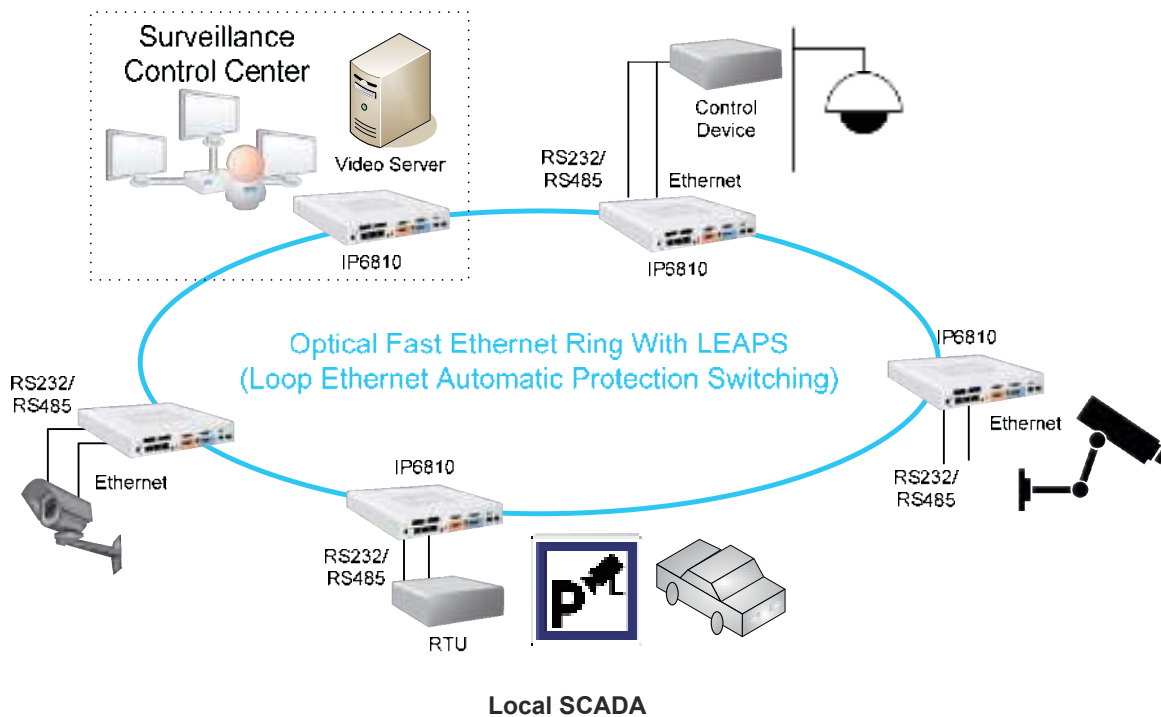 Surveillance
Control Center
Video Server
IP6810
Control
Device
RS232/
RS485
Ethernet
IP6810
Optical Fast Ethernet Ring With LEAPS
(Loop Ethernet Automatic Protection Switching)
IP6810
Ethernet
RS232/
RS485
RS232/
RS485
Ethernet
IP6810
RS232/
RS485
RTU
P
Local SCADA